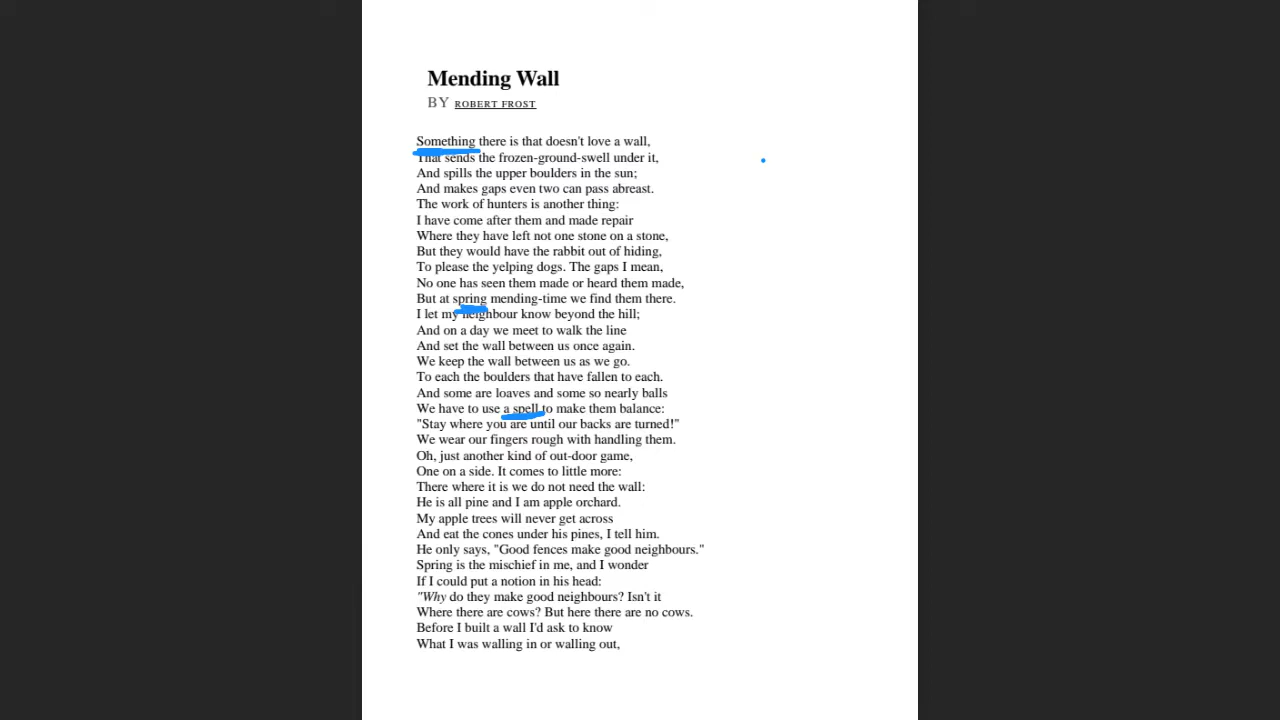 Mending Wall
BY ROBERT FROST
Something there is that doesn't love a wall,
That sends the frozen-ground-swell under it,
And spills the upper boulders in the sun;
And makes gaps even two can pass abreast.
The work of hunters is another thing:
I have come after them and made repair
Where they have left not one stone on a stone,
But they would have the rabbit out of hiding,
To please the yelping dogs. The gaps I mean,
No one has seen them made or heard them made,
But at spring mending-time we find them there.
I let my neighbour know beyond the hill;
And on a day we meet to walk the line
And set the wall between us once again.
We keep the wall between us as we go.
To each the boulders that have fallen to each.
And some are loaves and some so nearly balls
We have to use a spell to make them balance:
"Stay where you are until our backs are turned!"
We wear our fingers rough with handling them.
Oh, just another kind of out-door game,
One on a side. It comes to little more:
There where it is we do not need the wall:
He is all pine and I am apple orchard.
My apple trees will never get across
And eat the cones under his pines, I tell him.
He only says, "Good fences make good neighbours."
Spring is the mischief in me, and I wonder
If I could put a notion in his head:
"Why do they make good neighbours? Isn't it
Where there are cows? But here there are no cows.
Before I built a wall I'd ask to know
What I was walling in or walling out,